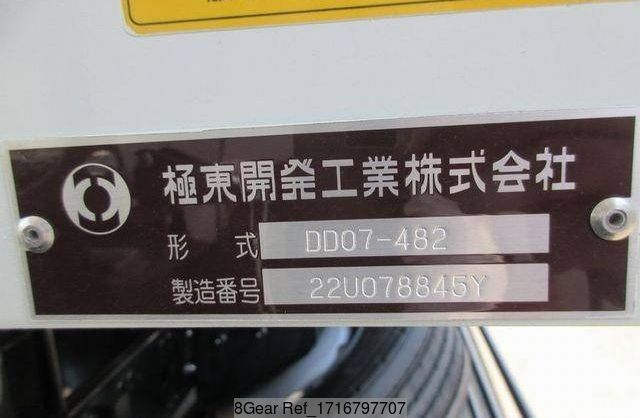 極東開発工業株式会社
形 式 DD07-482
製造番号 22U078845Y
8Gear Ref_1716797707